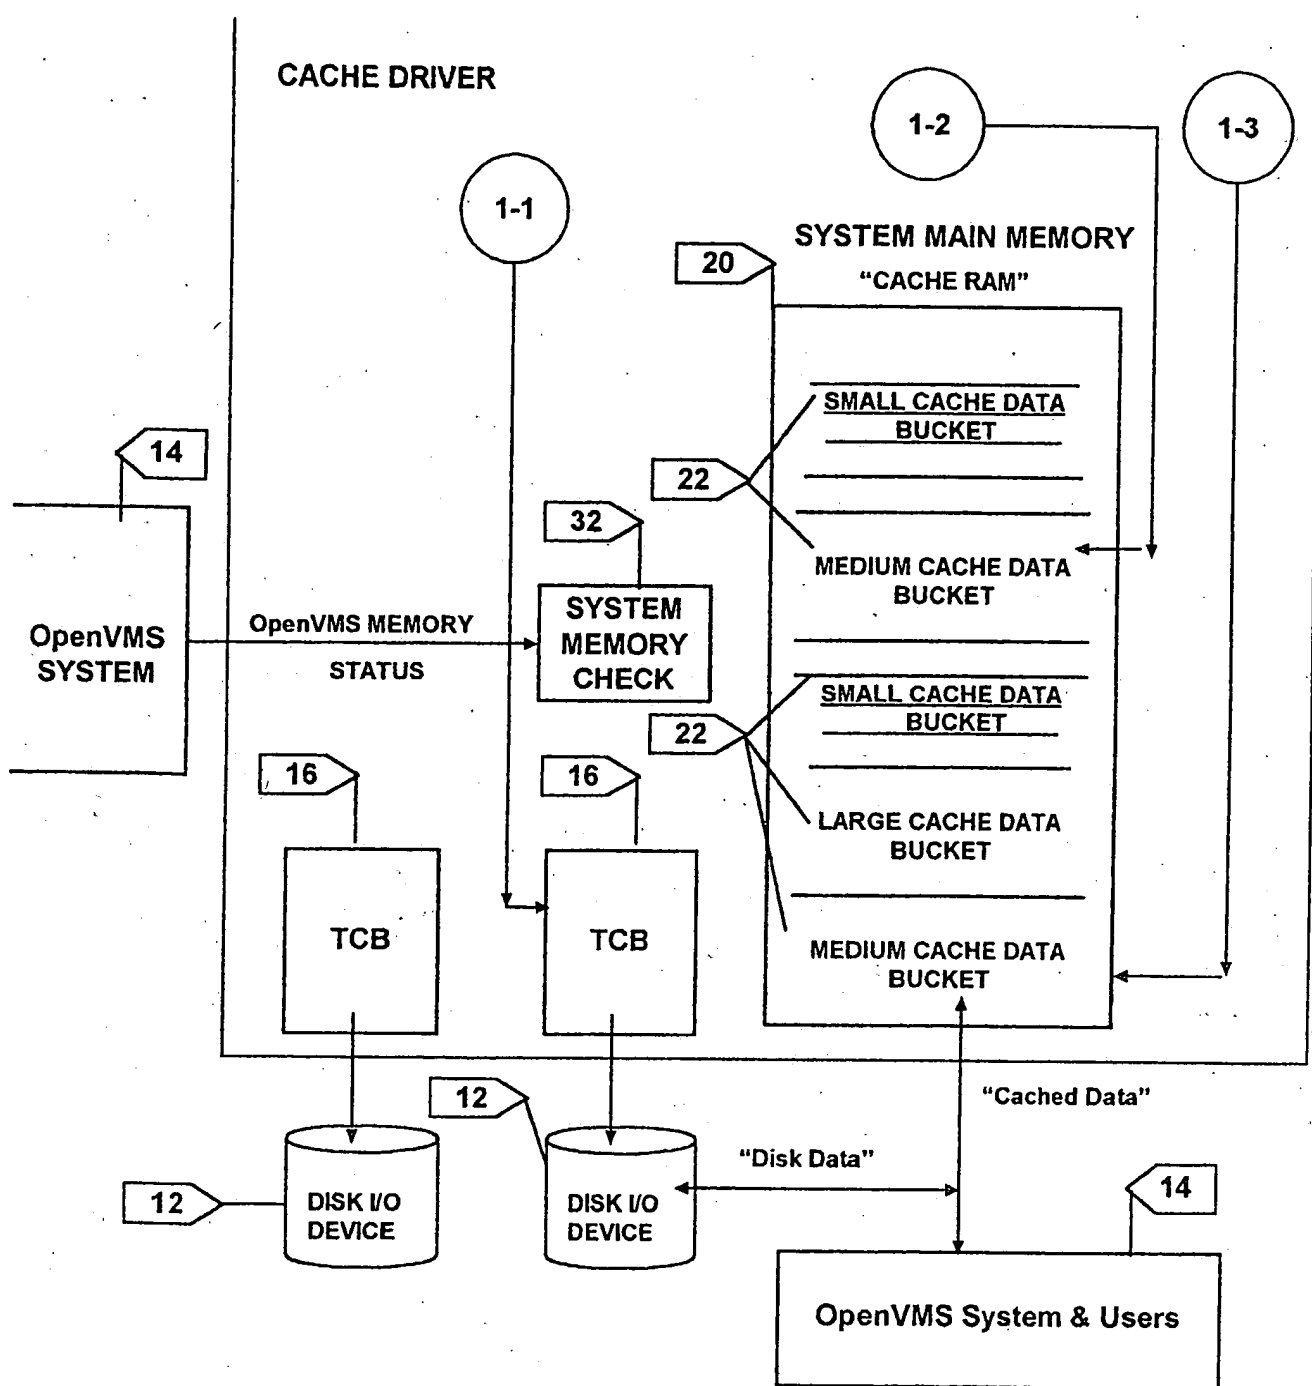 CACHE DRIVER
1-2
1-3
1-1
SYSTEM MAIN MEMORY
20
“CACHE RAM”
SMALL CACHE DATA
BUCKET
14
22
32
MEDIUM CACHE DATA
BUCKET
OpenVMS
SYSTEM
OpenVMS MEMORY
STATUS
SYSTEM
MEMORY
CHECK
SMALL CACHE DATA
BUCKET
22
16
16
LARGE CACHE DATA
BUCKET
TCB
TCB
MEDIUM CACHE DATA
BUCKET
12
“Cached Data”
“Disk Data”
12
DISK I/O
DEVICE
DISK I/O
DEVICE
14
OpenVMS System & Users